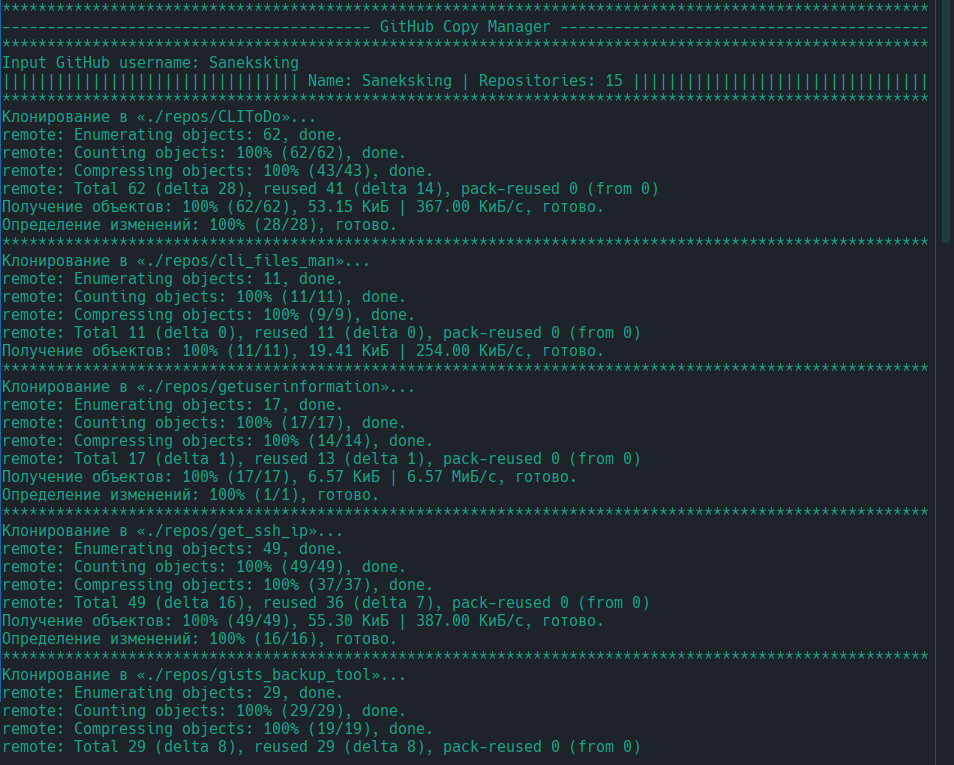 *******************************************************************************************************
----------------------------------------- GitHub Copy Manager -----------------------------------------
*******************************************************************************************************
Input GitHub username: Saneksking
||||||||||||||||||||||||||||||||| Name: Saneksking | Repositories: 15 |||||||||||||||||||||||||||||||||
*******************************************************************************************************
Клонирование в «./repos/CLIToDo»...
remote: Enumerating objects: 62, done.
remote: Counting objects: 100% (62/62), done.
remote: Compressing objects: 100% (43/43), done.
remote: Total 62 (delta 28), reused 41 (delta 14), pack-reused 0 (from 0)
Получение объектов: 100% (62/62), 53.15 КиБ | 367.00 КиБ/с, готово.
Определение изменений: 100% (28/28), готово.
*******************************************************************************************************
Клонирование в «./repos/cli_files_man»...
remote: Enumerating objects: 11, done.
remote: Counting objects: 100% (11/11), done.
remote: Compressing objects: 100% (9/9), done.
remote: Total 11 (delta 0), reused 11 (delta 0), pack-reused 0 (from 0)
Получение объектов: 100% (11/11), 19.41 КиБ | 254.00 КиБ/с, готово.
*******************************************************************************************************
Клонирование в «./repos/getuserinformation»...
remote: Enumerating objects: 17, done.
remote: Counting objects: 100% (17/17), done.
remote: Compressing objects: 100% (14/14), done.
remote: Total 17 (delta 1), reused 13 (delta 1), pack-reused 0 (from 0)
Получение объектов: 100% (17/17), 6.57 КиБ | 6.57 МиБ/с, готово.
Определение изменений: 100% (1/1), готово.
*******************************************************************************************************
Клонирование в «./repos/get_ssh_ip»...
remote: Enumerating objects: 49, done.
remote: Counting objects: 100% (49/49), done.
remote: Compressing objects: 100% (37/37), done.
remote: Total 49 (delta 16), reused 36 (delta 7), pack-reused 0 (from 0)
Получение объектов: 100% (49/49), 55.30 КиБ | 387.00 КиБ/с, готово.
Определение изменений: 100% (16/16), готово.
*******************************************************************************************************
Клонирование в «./repos/gists_backup_tool»...
remote: Enumerating objects: 29, done.
remote: Counting objects: 100% (29/29), done.
remote: Compressing objects: 100% (19/19), done.
remote: Total 29 (delta 8), reused 29 (delta 8), pack-reused 0 (from 0)